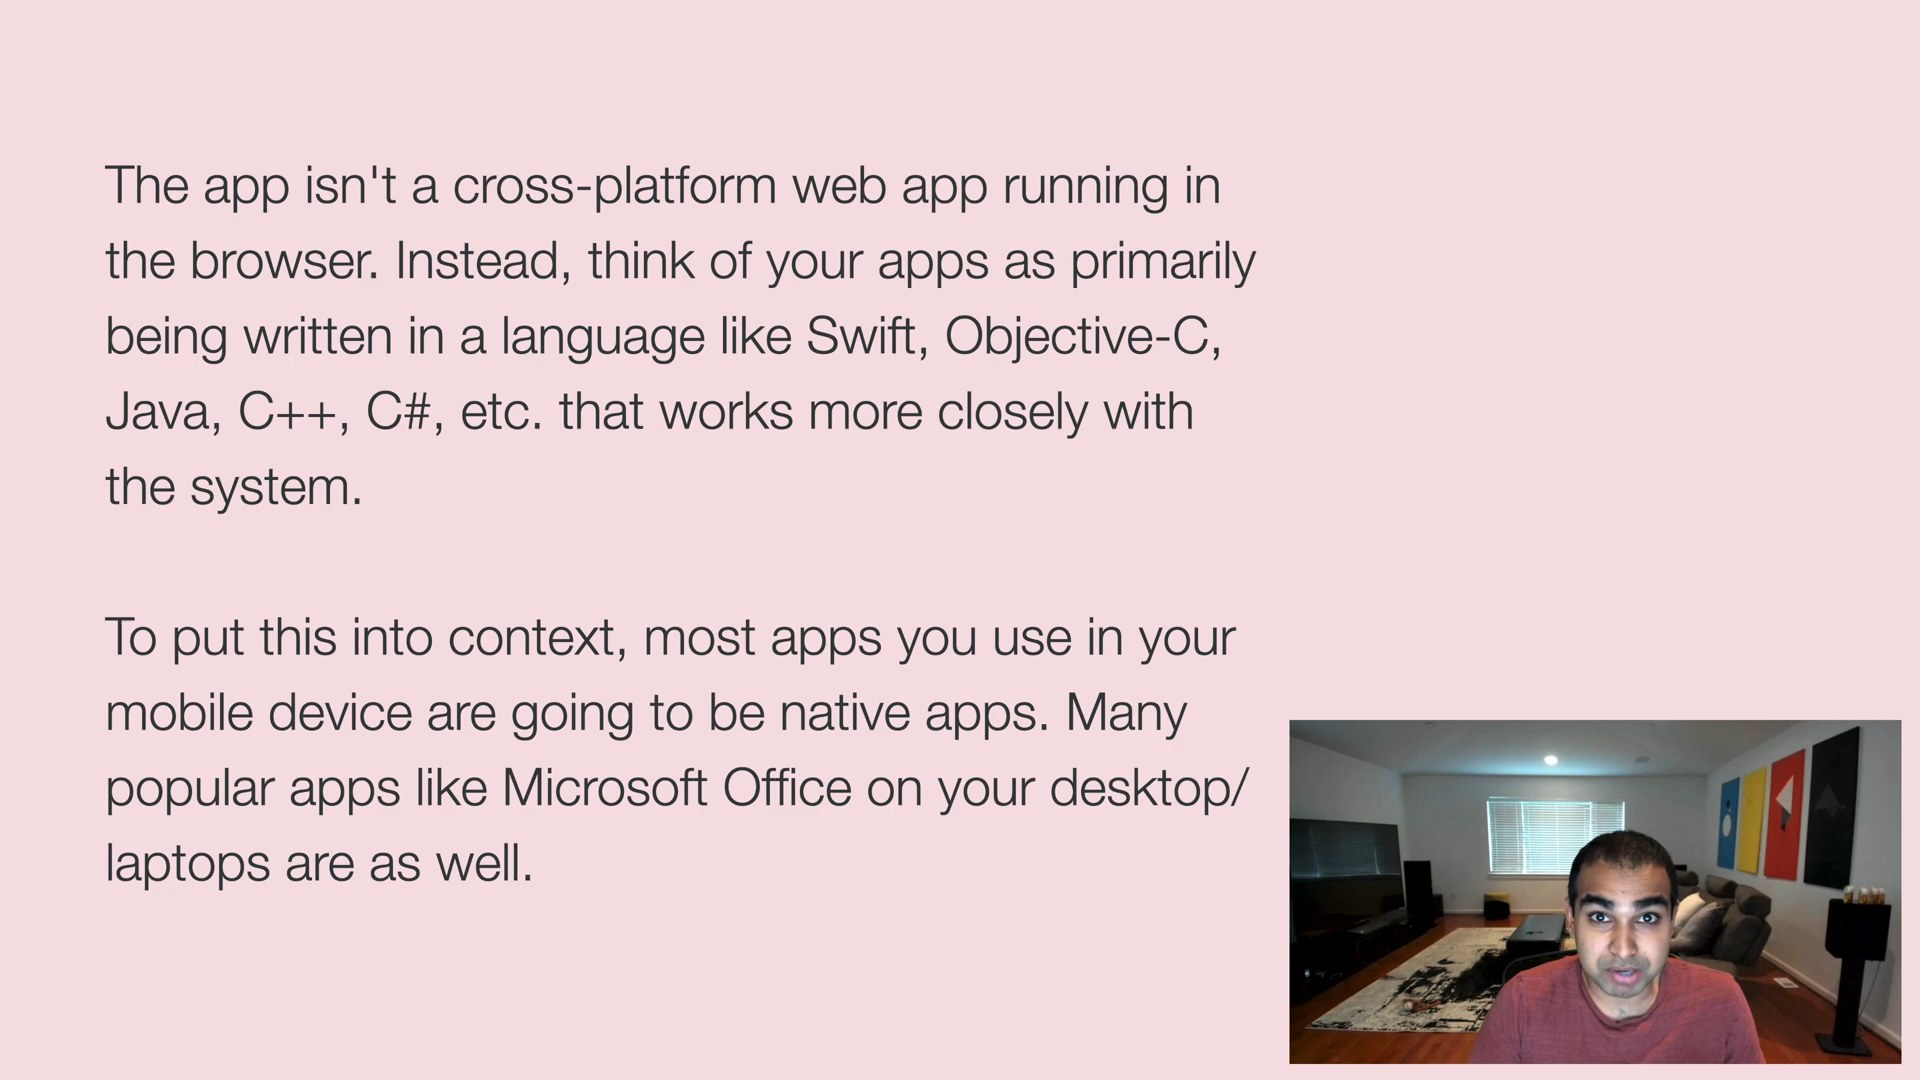 The app isn't a cross-platform web app running in
the browser. Instead, think of your apps as primarily
being written in a language like Swift, Objective-C,
Java, C++, C#, etc. that works more closely with
the system.
To put this into context, most apps you use in your
mobile device are going to be native apps. Many
popular apps like Microsoft Office on your desktop/
laptops are as well.